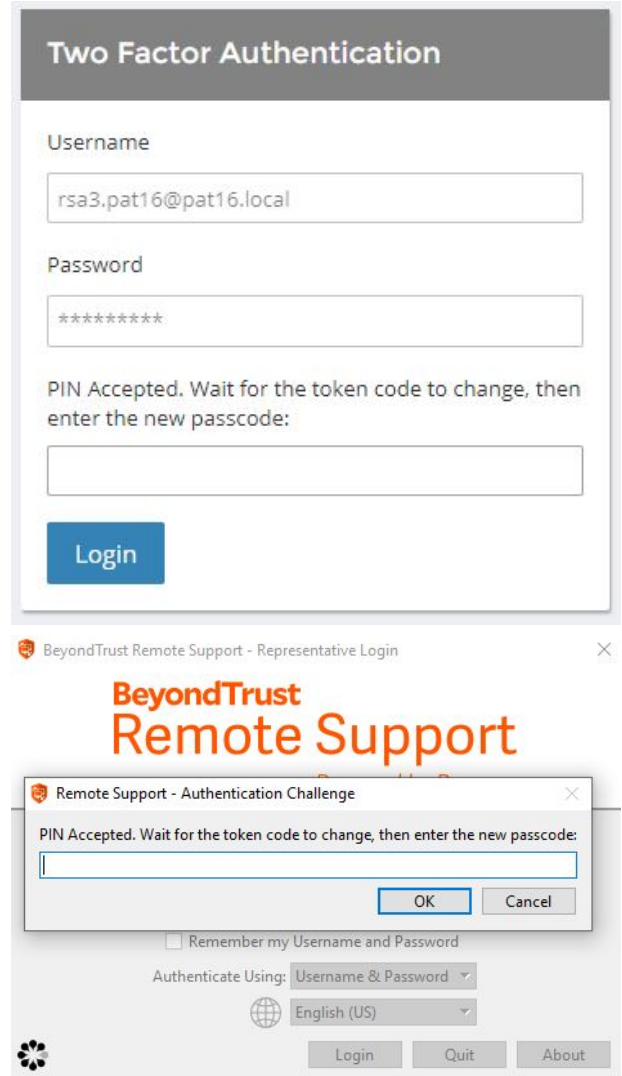 Two Factor Authentication
Username
rsa3.pat16@pat16.local
Password
*********
PIN Accepted. Wait for the token code to change, then
enter the new passcode:
Login
BeyondTrust Remote Support - Representative Login
BeyondTrust
Remote Support
Remote Support - Authentication Challenge
PIN Accepted. Wait for the token code to change, then enter the new passcode:
OK Cancel
Remember my Username and Password
Authenticate Using: Username & Password
English (US)
Login Quit About